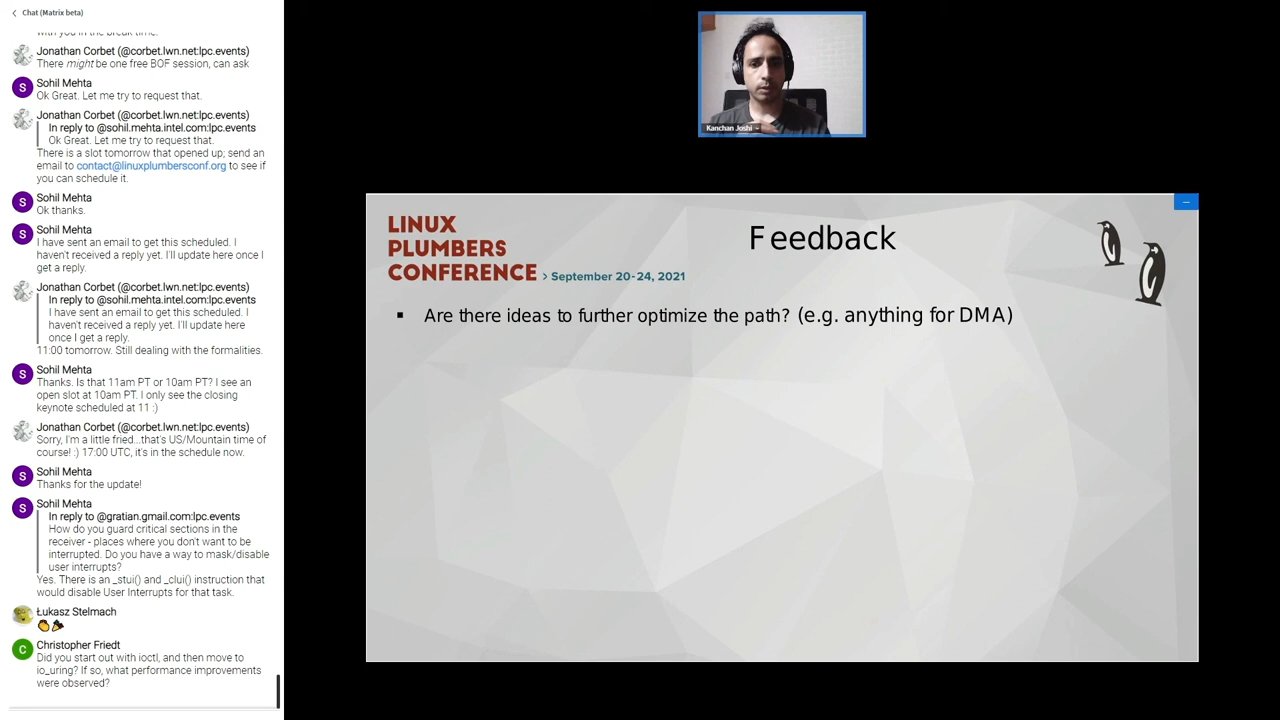 Chat (Matrix beta)
with you in the break time.
Jonathan Corbet (@corbet.lwn.net:lpc.events)
There might be one free BOF session, can ask
Sohil Mehta
Ok Great. Let me try to request that.
Jonathan Corbet (@corbet.lwn.net:lpc.events)
In reply to @sohil.mehta.intel.com:lpc.events
Ok Great. Let me try to request that.
There is a slot tomorrow that opened up; send an
email to contact@linuxplumbersconf.org to see if
you can schedule it.
Sohil Mehta
Ok thanks.
Sohil Mehta
I have sent an email to get this scheduled. I
haven't received a reply yet. I'll update here once I
get a reply.
Jonathan Corbet (@corbet.lwn.net:lpc.events)
In reply to @sohil.mehta.intel.com:lpc.events
I have sent an email to get this scheduled. I
haven't received a reply yet. I'll update here
once I get a reply.
11:00 tomorrow. Still dealing with the formalities.
Sohil Mehta
Thanks. Is that 11am PT or 10am PT? I see an
open slot at 10am PT. I only see the closing
keynote scheduled at 11 :)
Jonathan Corbet (@corbet.lwn.net:lpc.events)
Sorry, I'm a little fried...that's US/Mountain time of
course! :) 17:00 UTC, it's in the schedule now.
S
Sohil Mehta
Thanks for the update!
S
Sohil Mehta
In reply to @gratian.gmail.com:lpc.events
How do you guard critical sections in the
receiver - places where you don't want to be
interrupted. Do you have a way to mask/disable
user interrupts?
Yes. There is an _stui() and _clui() instruction that
would disable User Interrupts for that task.
Łukasz Stelmach
C
Christopher Friedt
Did you start out with ioctl, and then move to
io_uring? If so, what performance improvements
were observed?
Kanchan Joshi
LINUX
PLUMBERS
CONFERENCE > September 20-24, 2021
Feedback
▪ Are there ideas to further optimize the path? (e.g. anything for DMA)